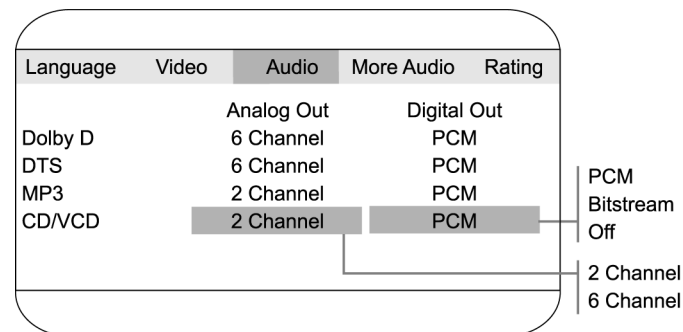 Language Video Audio More Audio Rating
Analog Out Digital Out
Dolby D 6 Channel PCM
DTS 6 Channel PCM
MP3 2 Channel PCM
CD/VCD 2 Channel PCM
PCM
Bitstream
Off
2 Channel
6 Channel